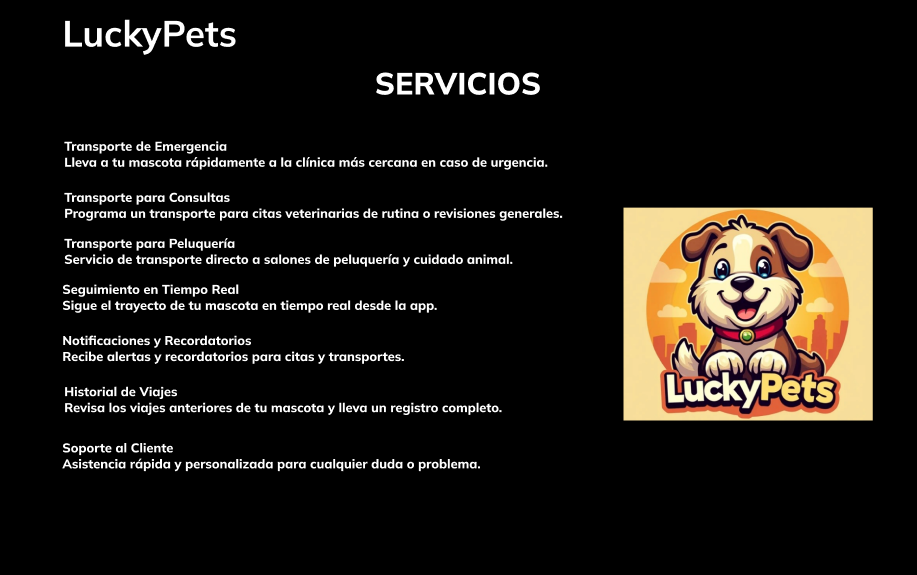 LuckyPets
SERVICIOS
Transporte de Emergencia
Lleva a tu mascota rápidamente a la clínica más cercana en caso de urgencia.
Transporte para Consultas
Programa un transporte para citas veterinarias de rutina o revisiones generales.
Transporte para Peluquería
Servicio de transporte directo a salones de peluquería y cuidado animal.
Seguimiento en Tiempo Real
Sigue el trayecto de tu mascota en tiempo real desde la app.
Notificaciones y Recordatorios
Recibe alertas y recordatorios para citas y transportes.
Historial de Viajes
Revisa los viajes anteriores de tu mascota y lleva un registro completo.
Soporte al Cliente
Asistencia rápida y personalizada para cualquier duda o problema.
LuckyPets